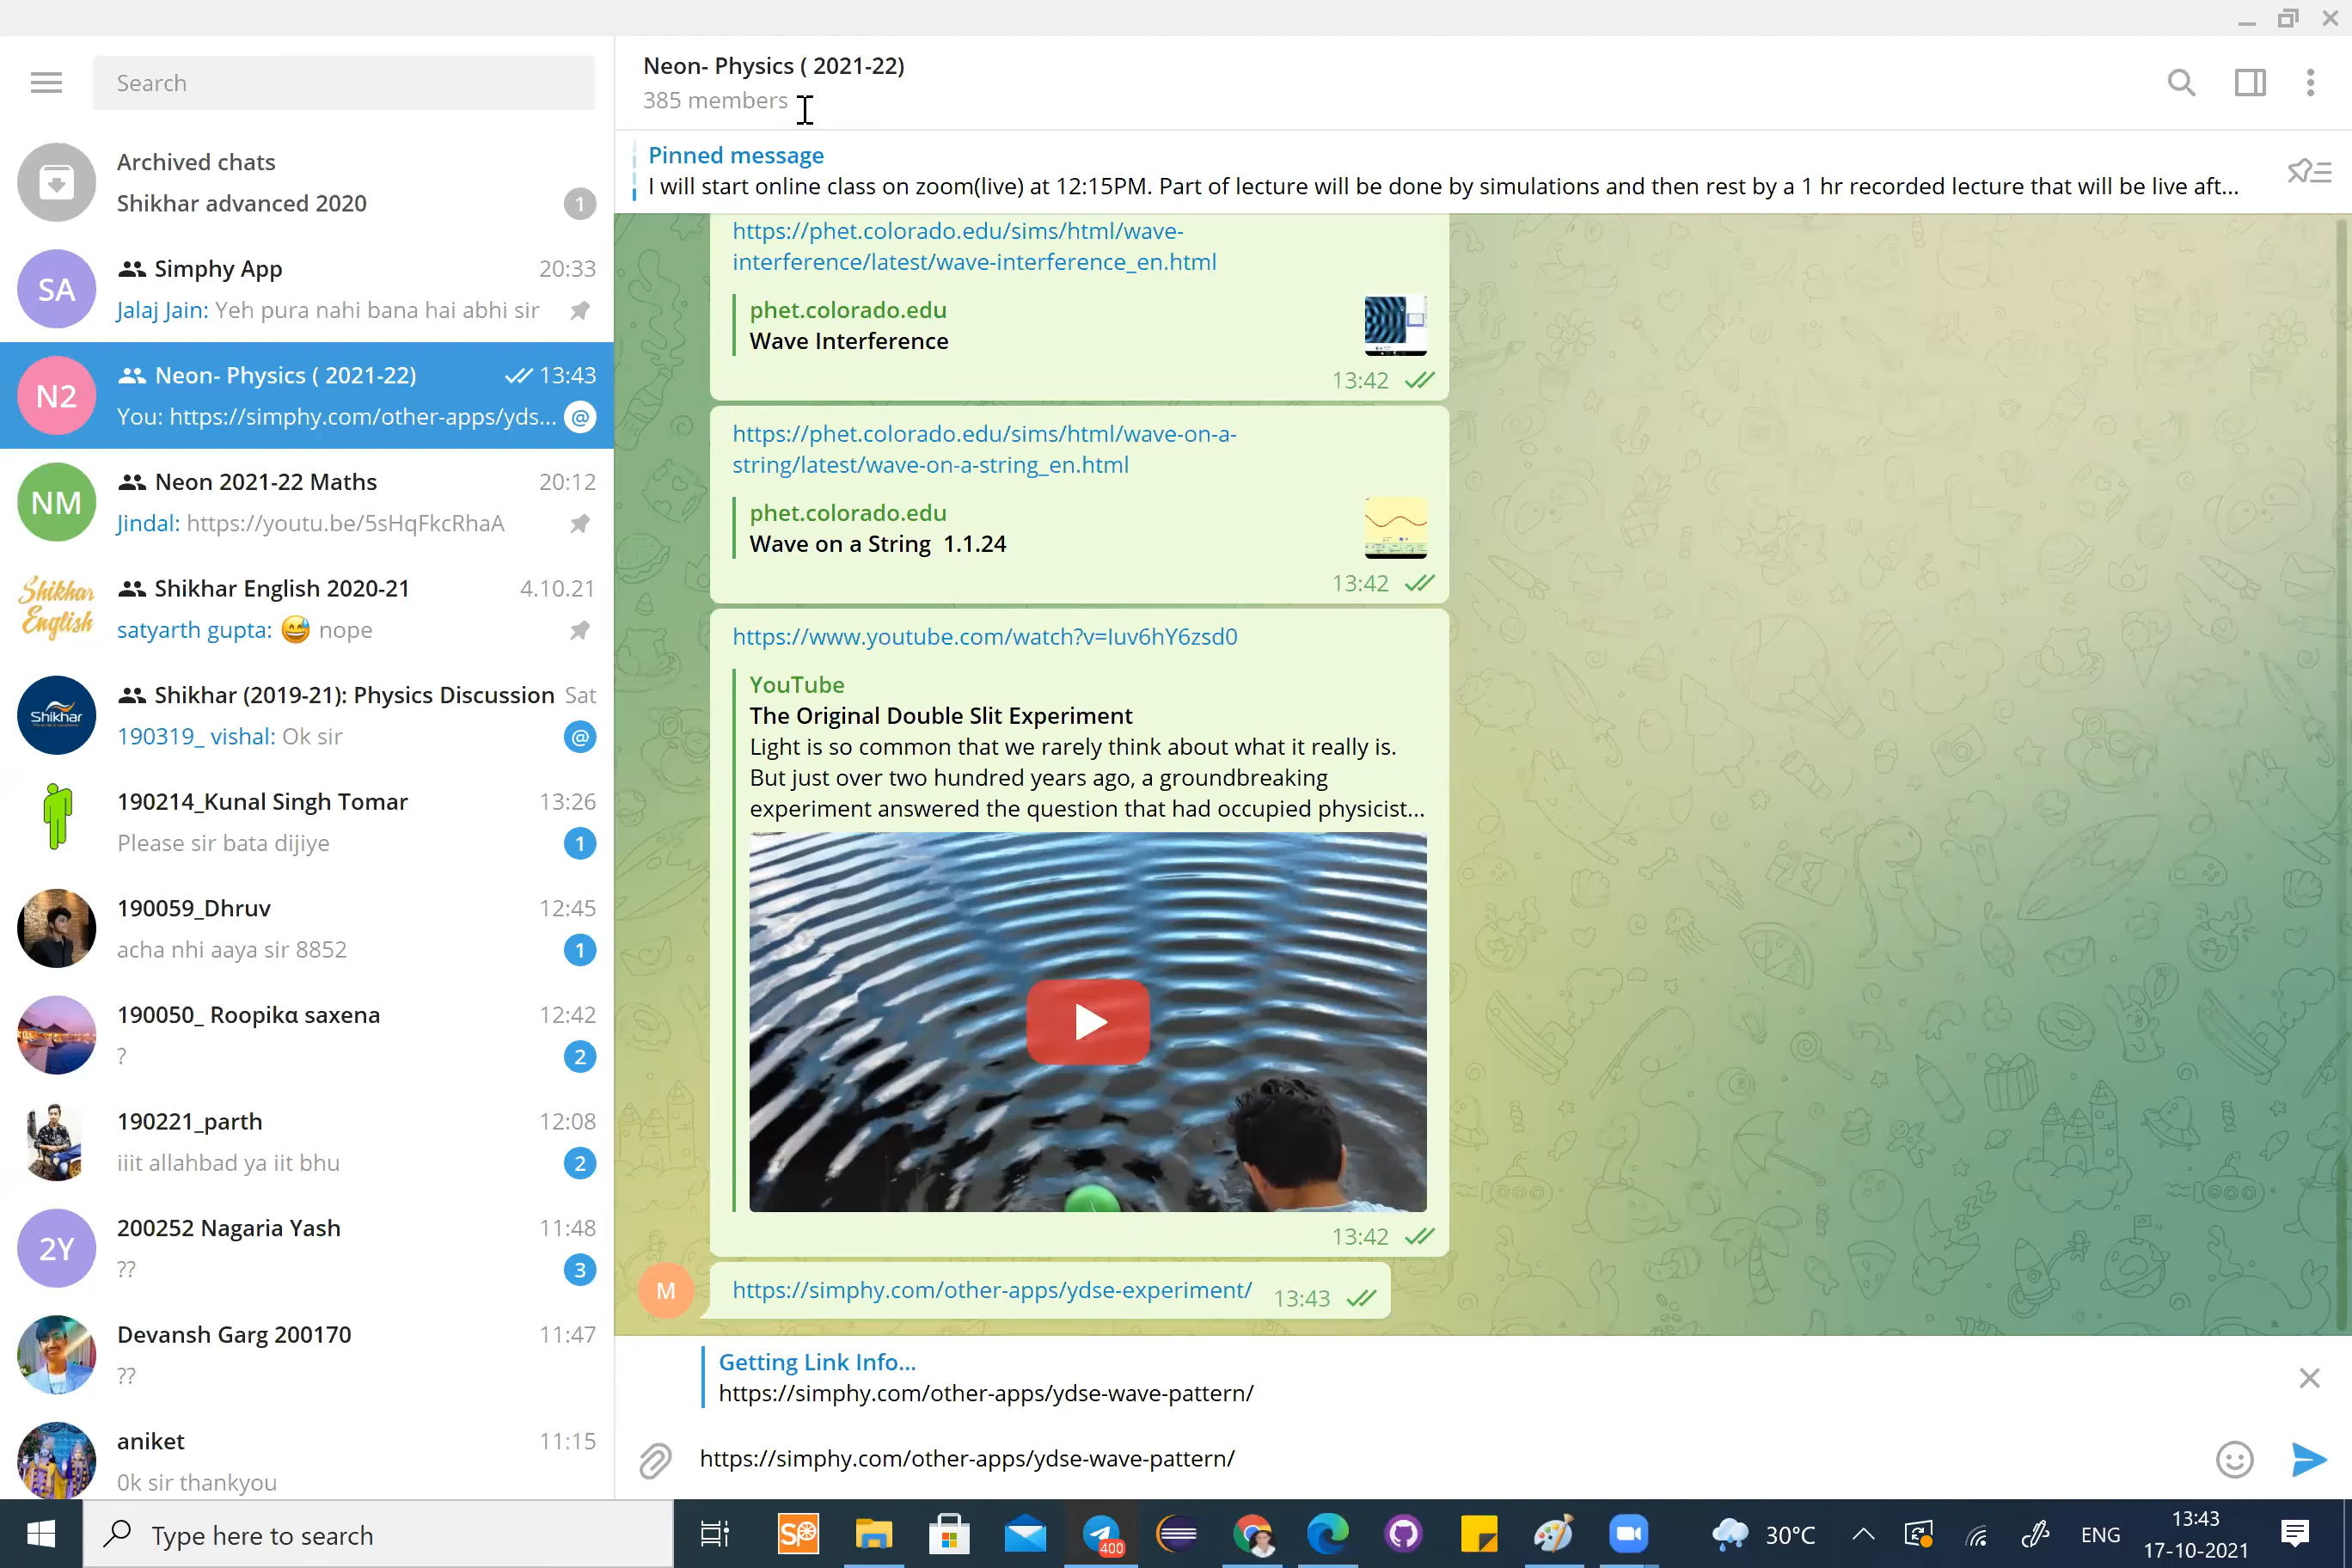 Search
Archived chats
Shikhar advanced 2020
1
SA
Simphy App
20:33
Jalaj Jain: Yeh pura nahi bana hai abhi sir
N2
Neon- Physics ( 2021-22)
13:43
You: https://simphy.com/other-apps/yds...
@
NM
Neon 2021-22 Maths
20:12
Jindal: https://youtu.be/5sHqFkcRhaA
Shikhar
English
Shikhar English 2020-21
4.10.21
satyarth gupta: 😅 nope
Shikhar
Shikhar (2019-21): Physics Discussion
Sat
190319_ vishal: Ok sir
@
190214_Kunal Singh Tomar
13:26
Please sir bata dijiye
1
190059_Dhruv
12:45
acha nhi aaya sir 8852
1
190050_ Roopikα saxena
12:42
?
2
190221_parth
12:08
iiit allahbad ya iit bhu
2
2Y
200252 Nagaria Yash
11:48
??
3
Devansh Garg 200170
11:47
??
aniket
11:15
0k sir thankyou
Neon- Physics ( 2021-22)
385 members
Pinned message
I will start online class on zoom(live) at 12:15PM. Part of lecture will be done by simulations and then rest by a 1 hr recorded lecture that will be live aft...
https://phet.colorado.edu/sims/html/wave-
interference/latest/wave-interference_en.html
phet.colorado.edu
Wave Interference
13:42
https://phet.colorado.edu/sims/html/wave-on-a-
string/latest/wave-on-a-string_en.html
phet.colorado.edu
Wave on a String 1.1.24
13:42
https://www.youtube.com/watch?v=Iuv6hY6zsd0
YouTube
The Original Double Slit Experiment
Light is so common that we rarely think about what it really is.
But just over two hundred years ago, a groundbreaking
experiment answered the question that had occupied physicist...
13:42
M
https://simphy.com/other-apps/ydse-experiment/
13:43
Getting Link Info...
https://simphy.com/other-apps/ydse-wave-pattern/
https://simphy.com/other-apps/ydse-wave-pattern/
Type here to search
SP
400
30°C
ENG
13:43
17-10-2021